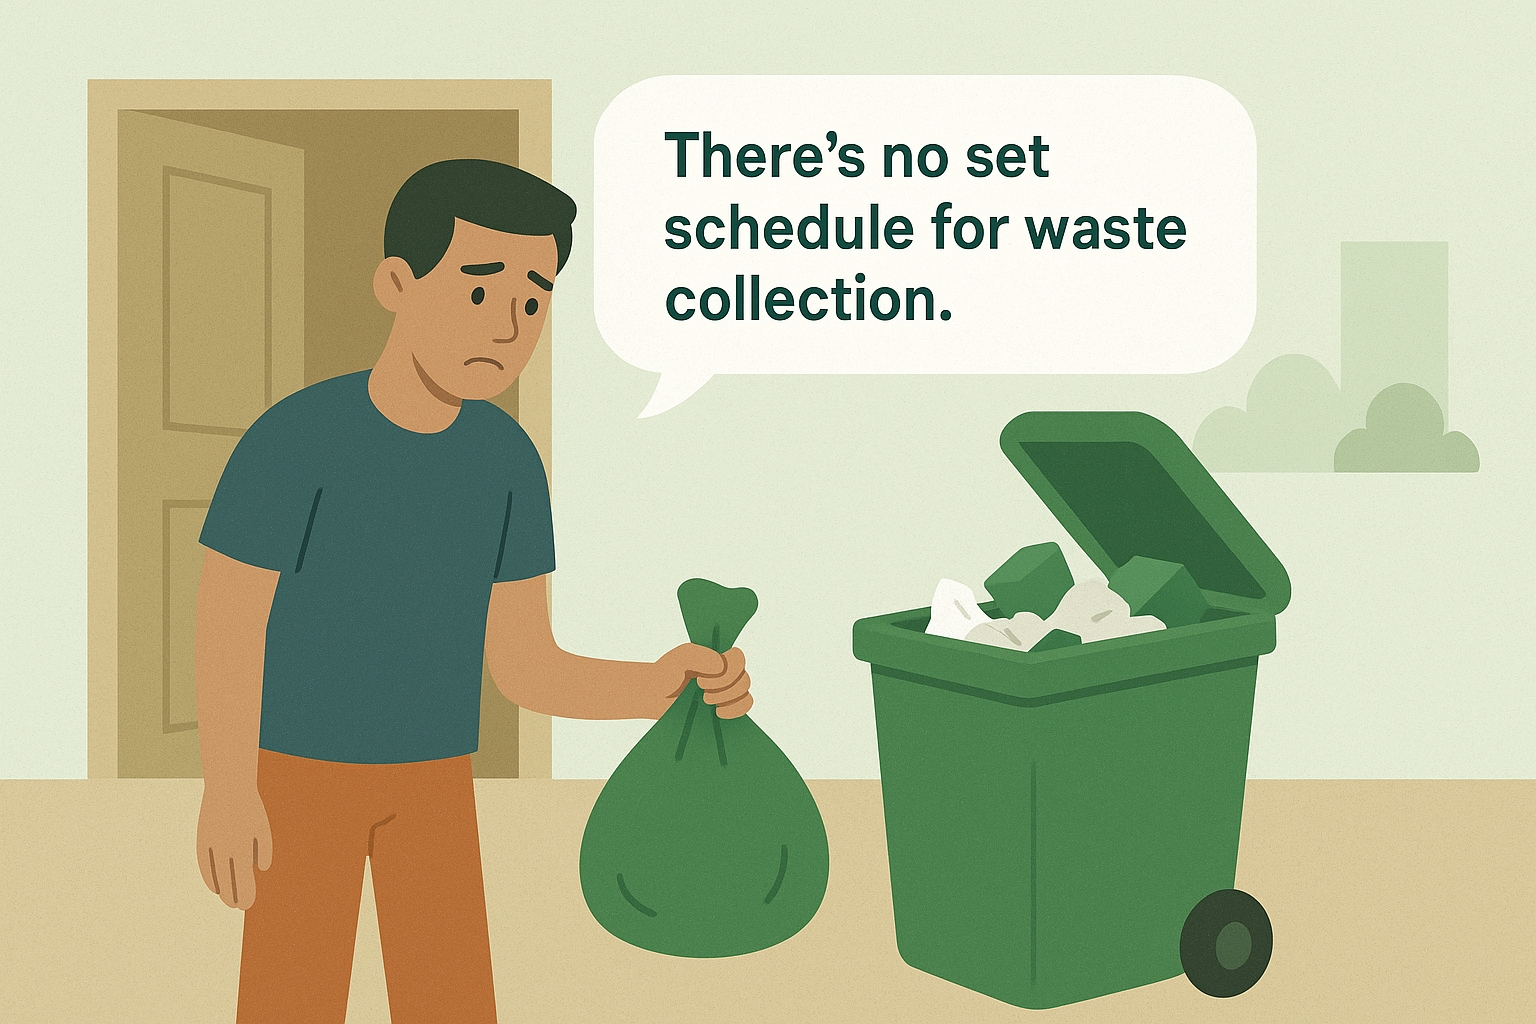 There’s no set
schedule for waste
collection.